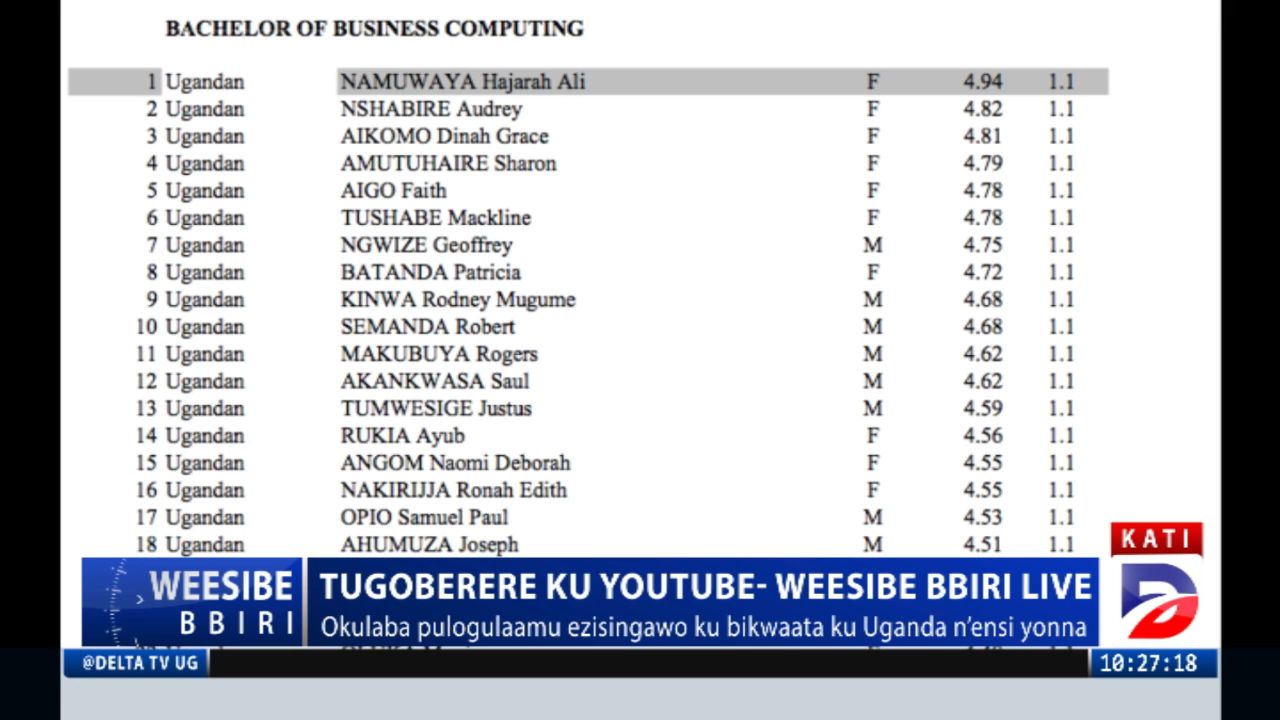 BACHELOR OF BUSINESS COMPUTING
1 Ugandan NAMUWAYA Hajarah Ali F 4.94 1.1
2 Ugandan NSHABIRE Audrey F 4.82 1.1
3 Ugandan AIKOMO Dinah Grace F 4.81 1.1
4 Ugandan AMUTUHAIRE Sharon F 4.79 1.1
5 Ugandan AIGO Faith F 4.78 1.1
6 Ugandan TUSHABE Mackline F 4.78 1.1
7 Ugandan NGWIZE Geoffrey M 4.75 1.1
8 Ugandan BATANDA Patricia F 4.72 1.1
9 Ugandan KINWA Rodney Mugume M 4.68 1.1
10 Ugandan SEMANDA Robert M 4.68 1.1
11 Ugandan MAKUBUYA Rogers M 4.62 1.1
12 Ugandan AKANKWASA Saul M 4.62 1.1
13 Ugandan TUMWESIGE Justus M 4.59 1.1
14 Ugandan RUKIA Ayub F 4.56 1.1
15 Ugandan ANGOM Naomi Deborah F 4.55 1.1
16 Ugandan NAKIRIJJA Ronah Edith F 4.55 1.1
17 Ugandan OPIO Samuel Paul M 4.53 1.1
18 Ugandan AHUMUZA Joseph M 4.51 1.1
KATI
WEESIBE
BBIRI
TUGOBERERE KU YOUTUBE- WEESIBE BBIRI LIVE
Okulaba pulogulaamu ezisingawo ku bikwaata ku Uganda n'ensi yonna
@DELTA TV UG
10:27:18